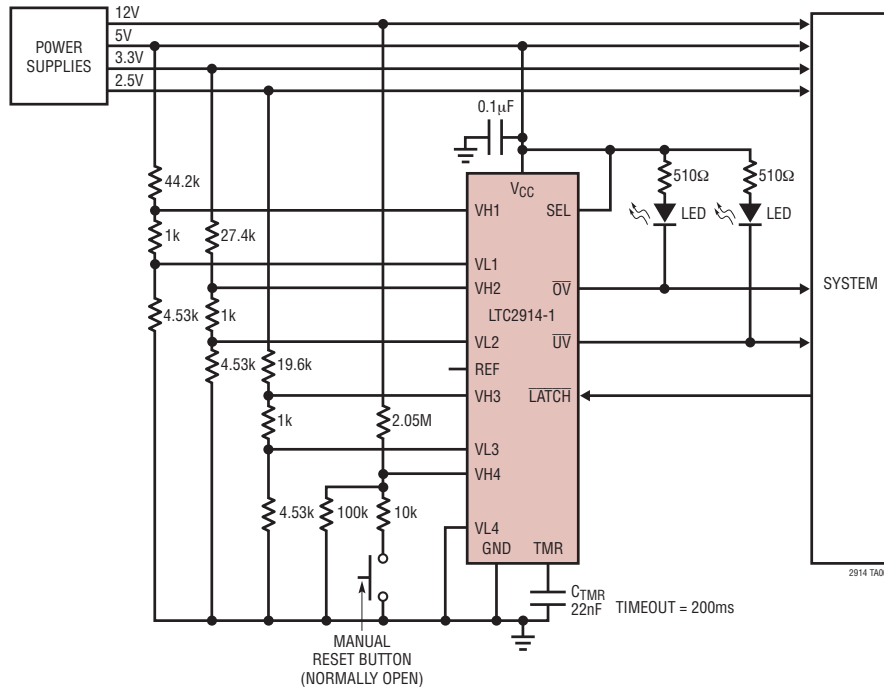 12V
5V
3.3V
2.5V
POWER
SUPPLIES
0.1µF
44.2k
1k
4.53k
27.4k
1k
4.53k
19.6k
1k
4.53k
2.05M
100k
10k
510Ω
510Ω
LED
LED
VCC
SEL
VH1
VL1
VH2
OV
LTC2914-1
VL2
UV
REF
VH3
LATCH
VL3
VH4
VL4
GND
TMR
SYSTEM
CTMR
22nF
TIMEOUT = 200ms
MANUAL
RESET BUTTON
(NORMALLY OPEN)